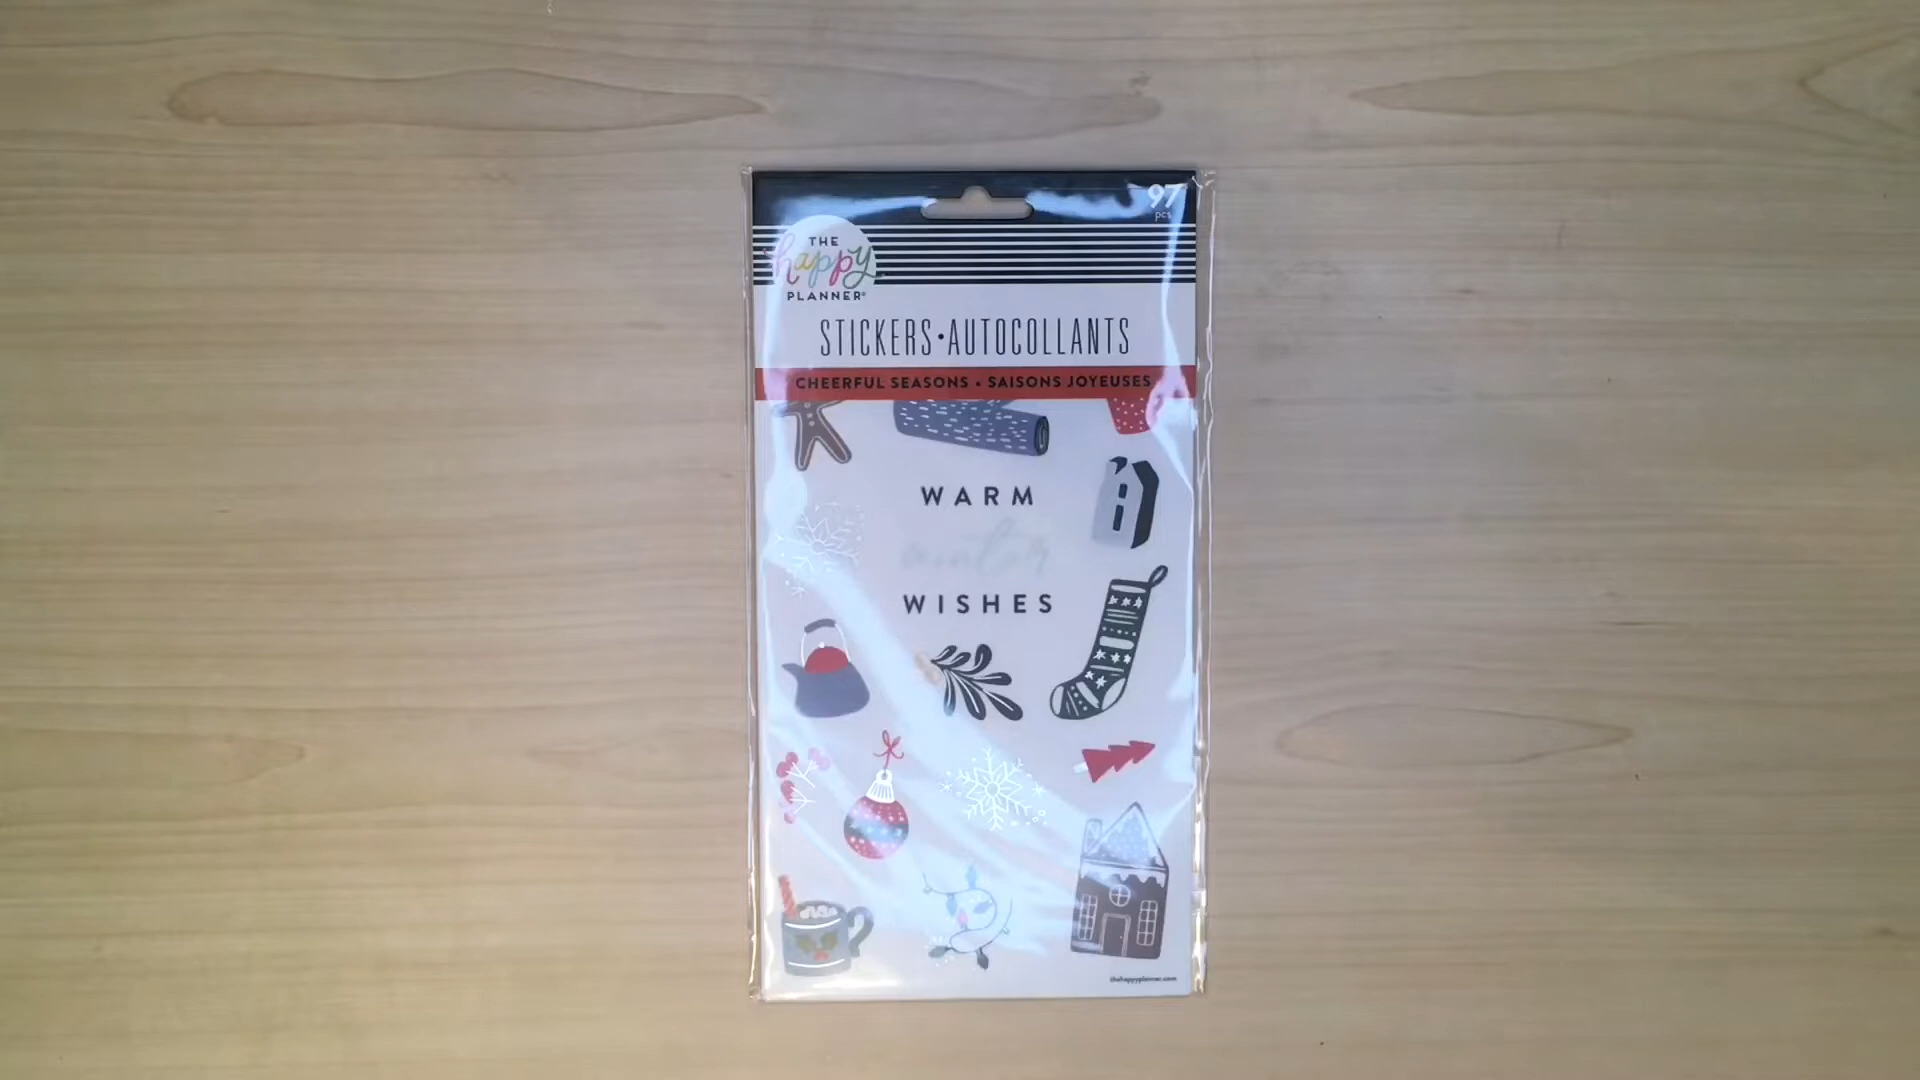 97
pcs
THE
happy
PLANNER®
STICKERS•AUTOCOLLANTS
CHEERFUL SEASONS • SAISONS JOYEUSES
WARM
winter
WISHES
thehappyplanner.com